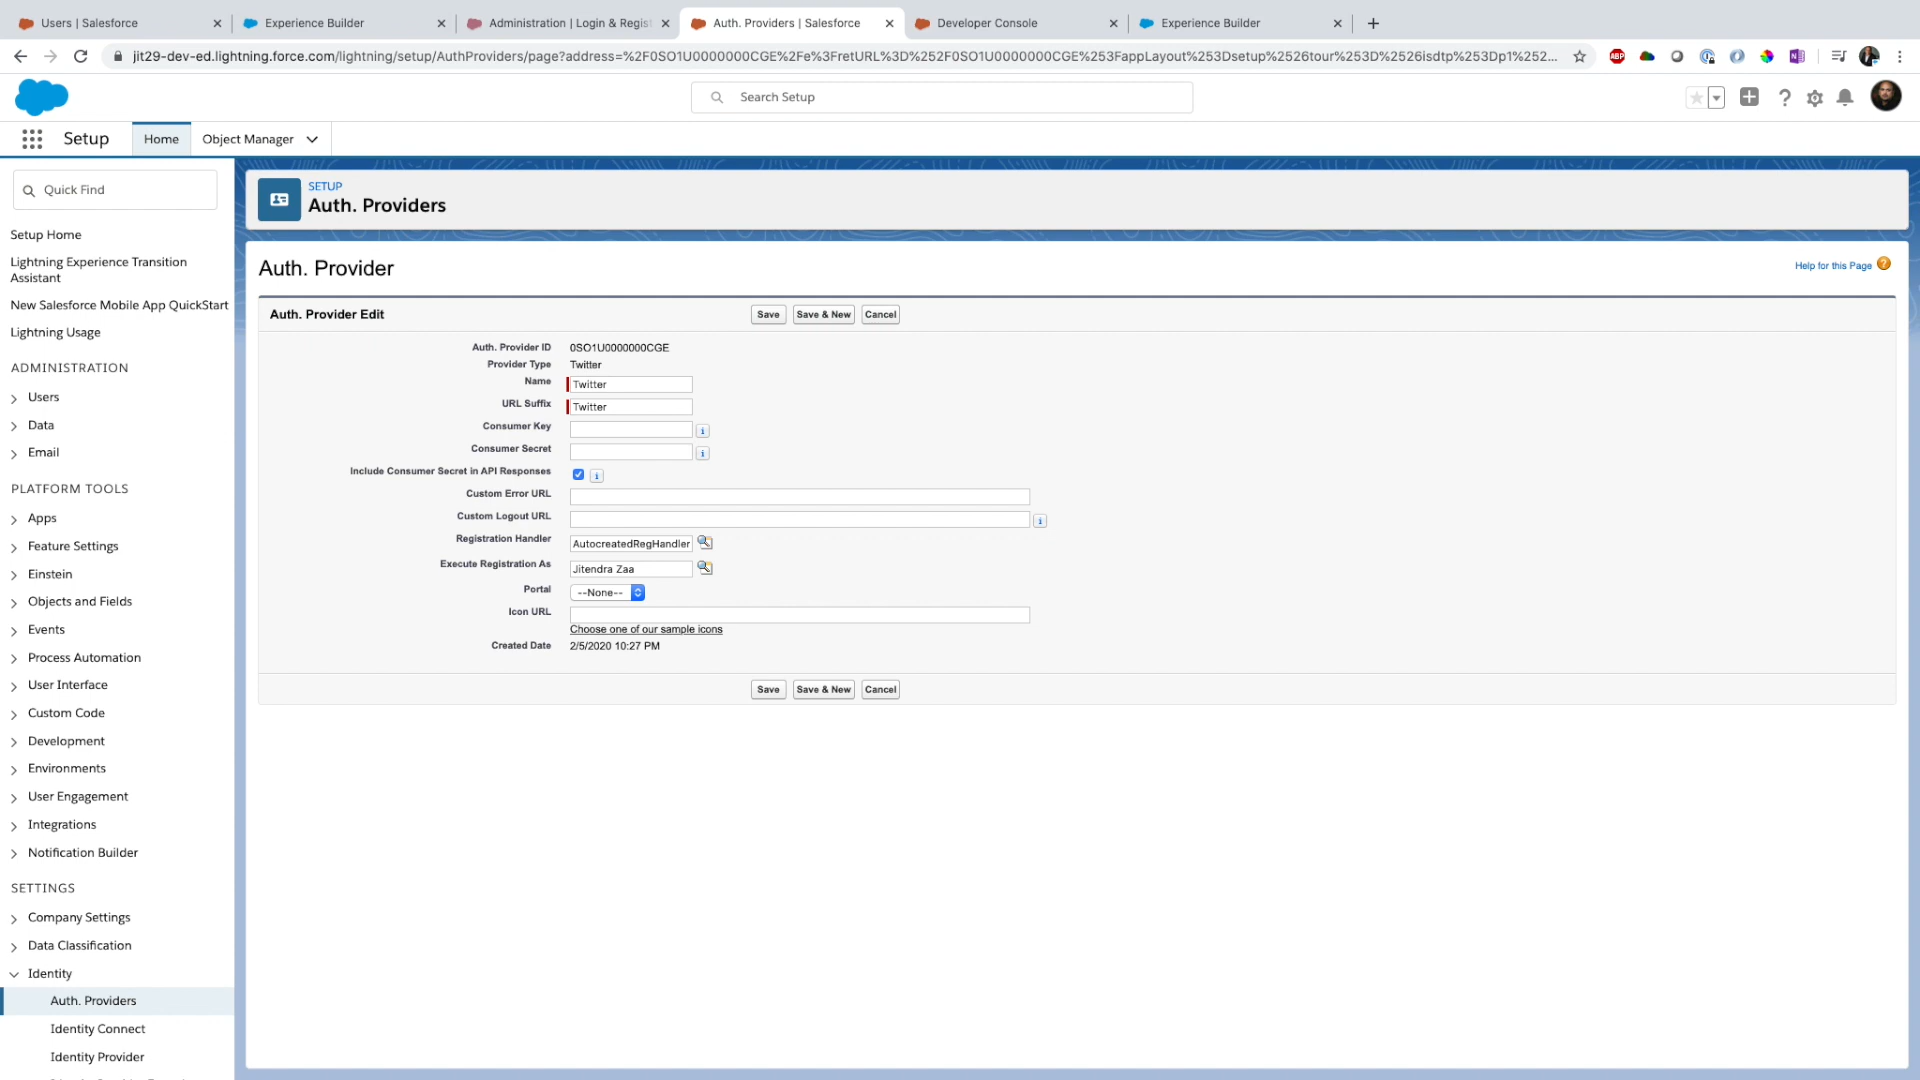 Users | Salesforce
Experience Builder
Administration | Login & Regis
Auth. Providers | Salesforce
Developer Console
Experience Builder
jit29-dev-ed.lightning.force.com/lightning/setup/AuthProviders/page?address=%2F0SO1U0000000CGE%2Fe%3FretURL%3D%252F0SO1U0000000CGE%253FappLayout%253Dsetup%2526tour%253D%2526isdtp%253Dp1%252...
ABP
Search Setup
Setup
Home
Object Manager
Quick Find
SETUP
Auth. Providers
Setup Home
Lightning Experience Transition
Assistant
New Salesforce Mobile App QuickStart
Lightning Usage
ADMINISTRATION
Users
Data
Email
PLATFORM TOOLS
Apps
Feature Settings
Einstein
Objects and Fields
Events
Process Automation
User Interface
Custom Code
Development
Environments
User Engagement
Integrations
Notification Builder
SETTINGS
Company Settings
Data Classification
Identity
Auth. Providers
Identity Connect
Identity Provider
Auth. Provider
Help for this Page ?
Auth. Provider Edit
Save
Save & New
Cancel
Auth. Provider ID 0SO1U0000000CGE
Provider Type Twitter
Name Twitter
URL Suffix Twitter
Consumer Key
Consumer Secret
Include Consumer Secret in API Responses
Custom Error URL
Custom Logout URL
Registration Handler AutocreatedRegHandler
Execute Registration As Jitendra Zaa
Portal --None--
Icon URL
Choose one of our sample icons
Created Date 2/5/2020 10:27 PM
Save
Save & New
Cancel